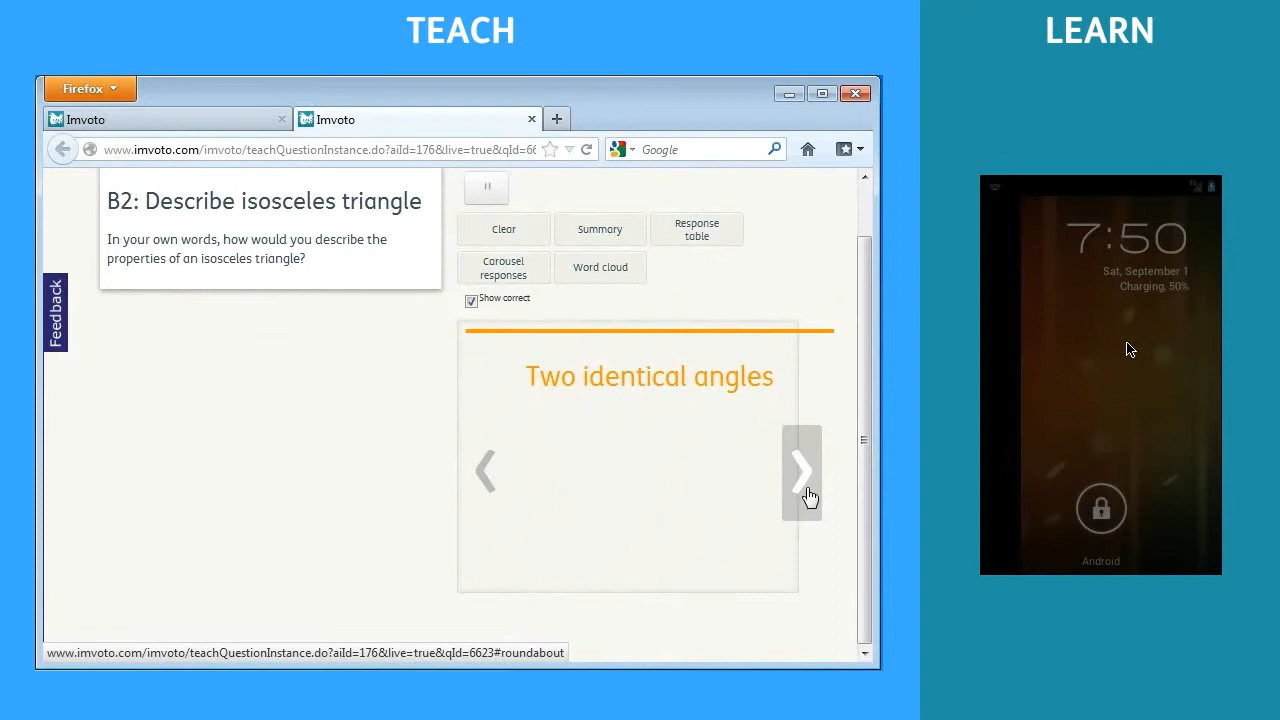 TEACH
LEARN
Firefox
Imvoto
Imvoto
www.imvoto.com/imvoto/teachQuestionInstance.do?aiId=176&live=true&qId=66
Google
B2: Describe isosceles triangle
In your own words, how would you describe the
properties of an isosceles triangle?
Feedback
Clear
Summary
Response
table
Carousel
responses
Word cloud
Show correct
Two identical angles
www.imvoto.com/imvoto/teachQuestionInstance.do?aiId=176&live=true&qId=6623#roundabout
7:50
Sat, September 1
Charging, 50%
Android